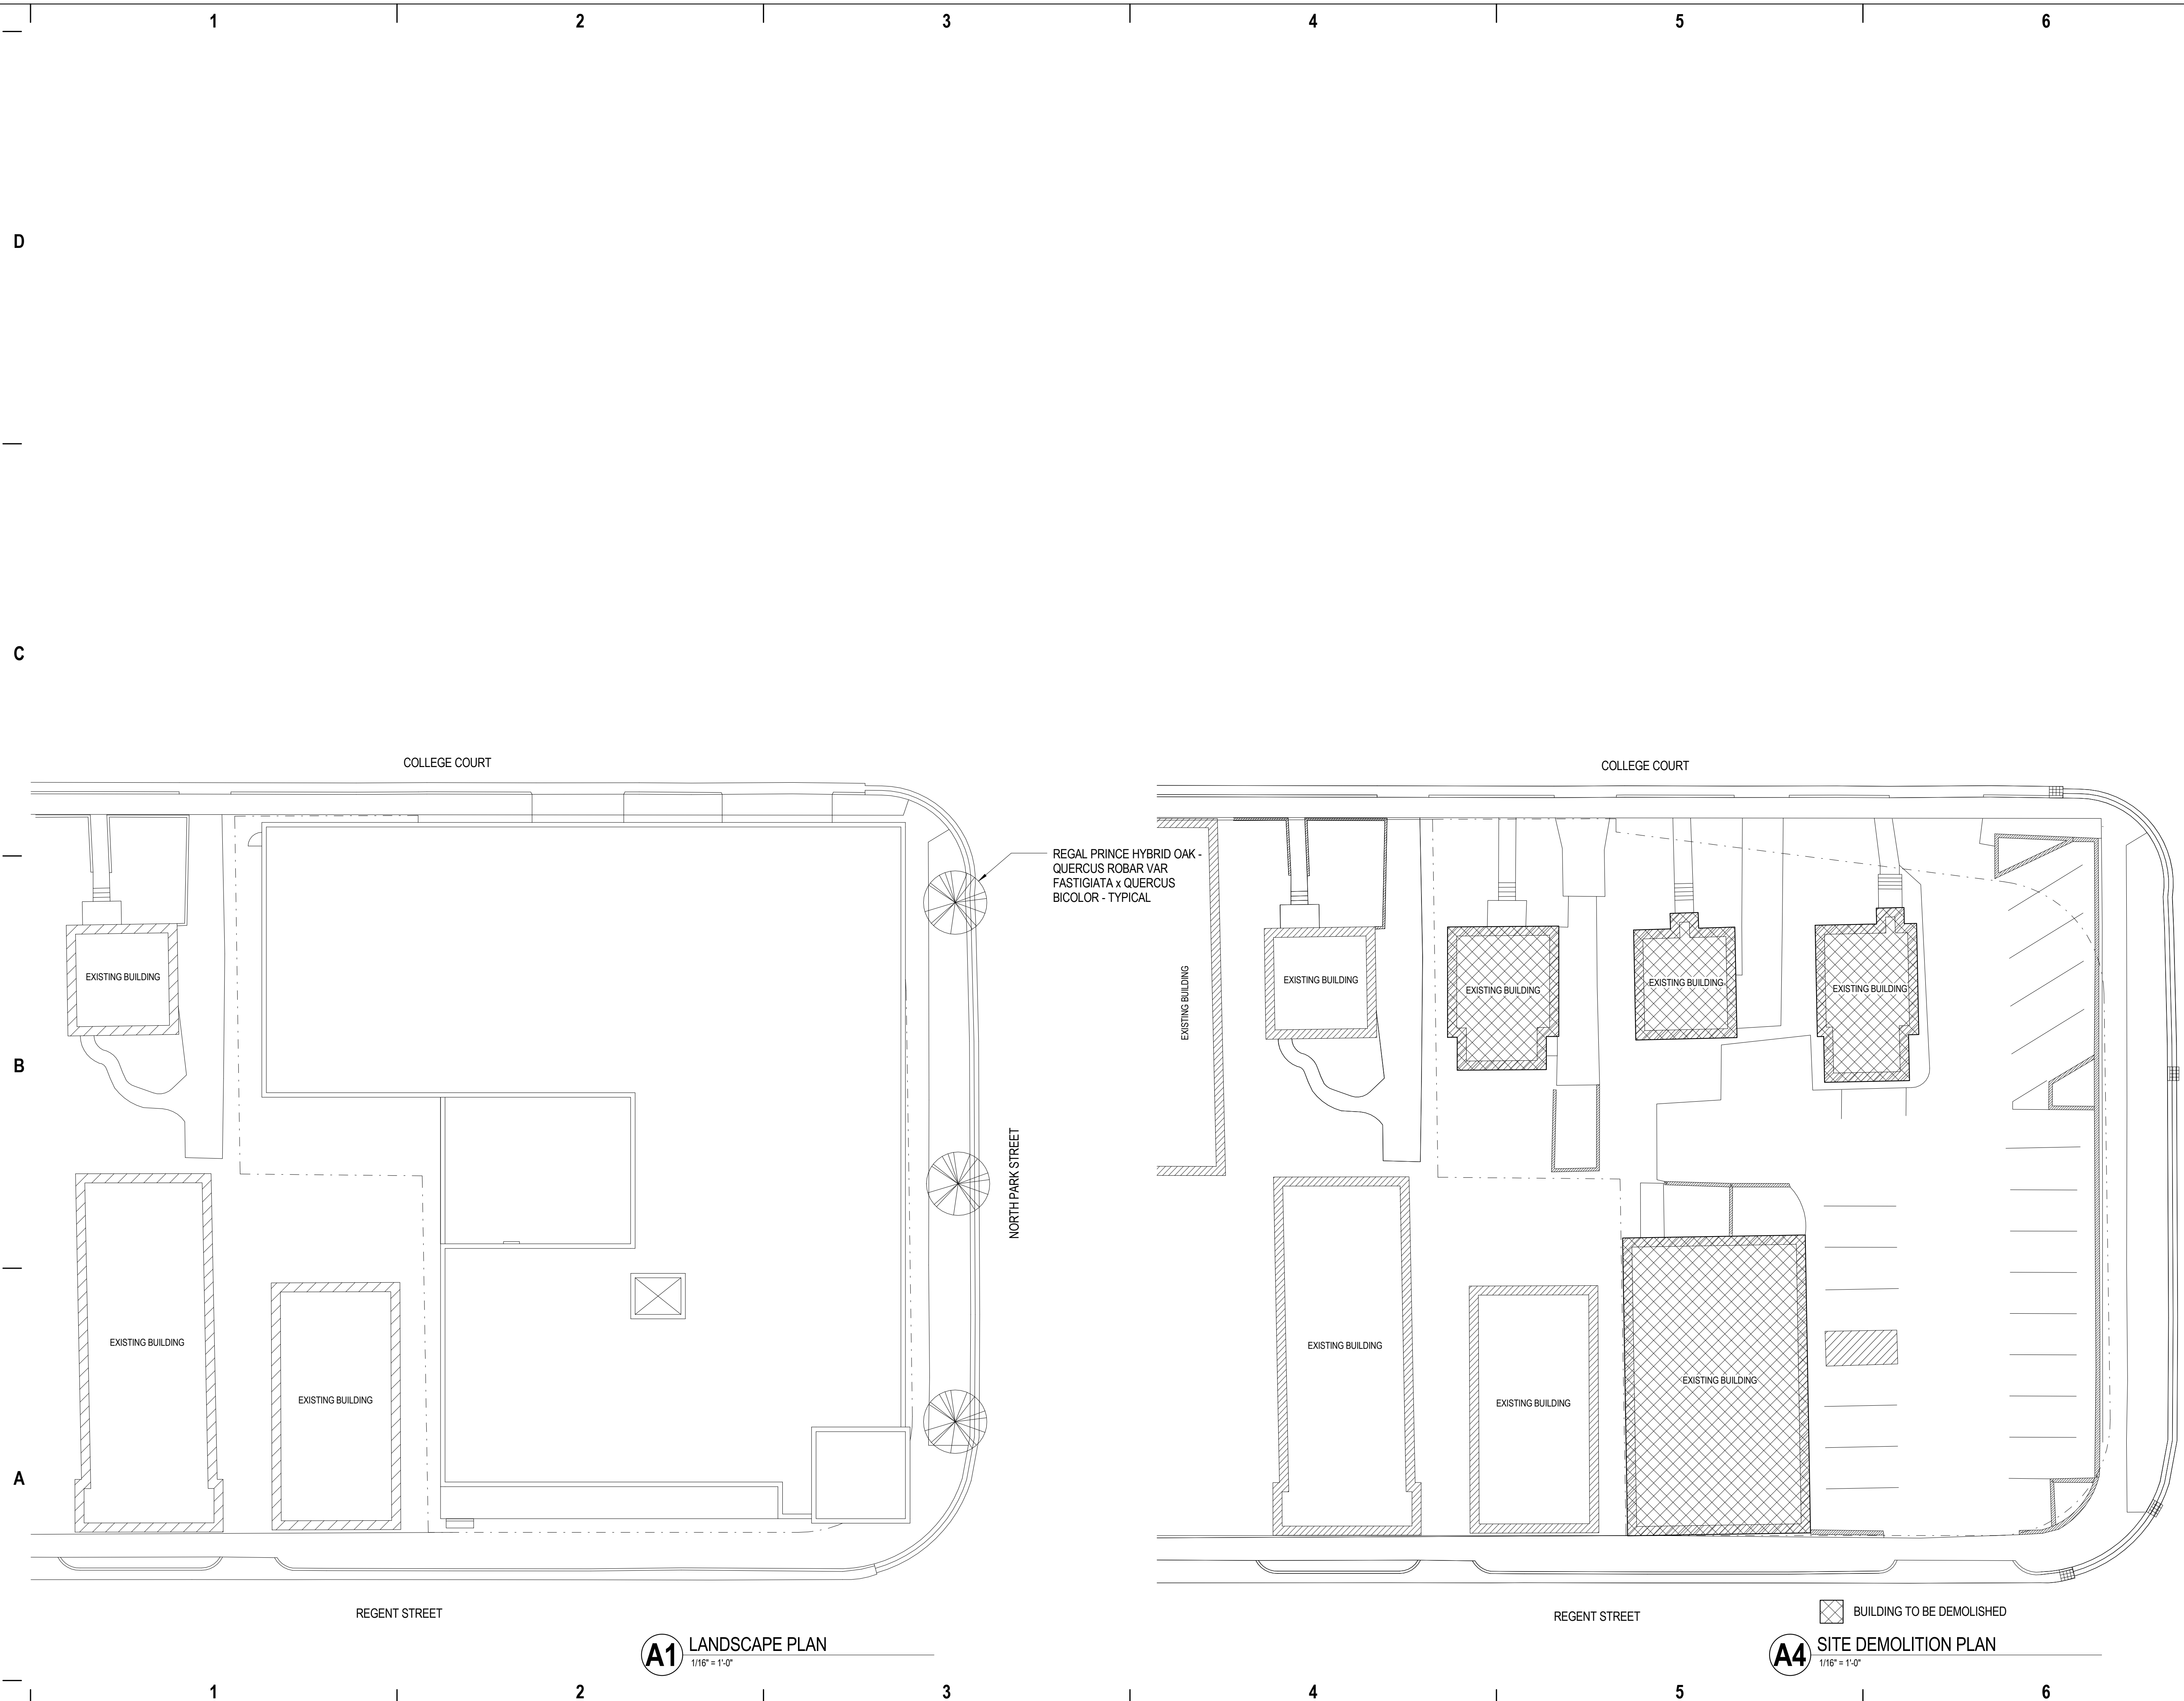 1 2 3 4 5 6
D
C
B
A
COLLEGE COURT
EXISTING BUILDING
EXISTING BUILDING
EXISTING BUILDING
REGAL PRINCE HYBRID OAK -
QUERCUS ROBAR VAR
FASTIGIATA x QUERCUS
BICOLOR - TYPICAL
NORTH PARK STREET
REGENT STREET
A1 LANDSCAPE PLAN
1/16" = 1'-0"
COLLEGE COURT
EXISTING BUILDING
EXISTING BUILDING
EXISTING BUILDING
EXISTING BUILDING
EXISTING BUILDING
EXISTING BUILDING
EXISTING BUILDING
EXISTING BUILDING
REGENT STREET
BUILDING TO BE DEMOLISHED
A4 SITE DEMOLITION PLAN
1/16" = 1'-0"
1 2 3 4 5 6